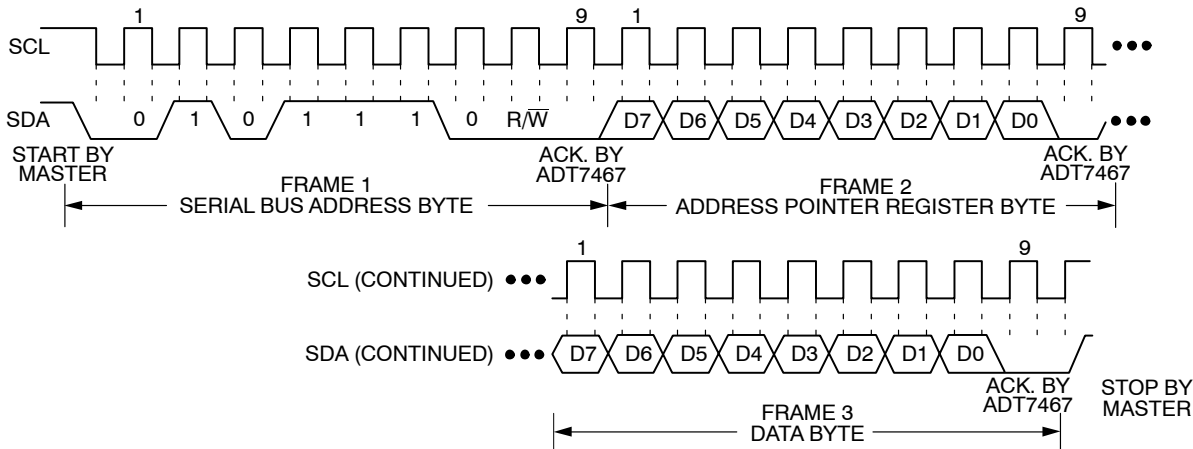 1 9 1 9
SCL
SDA 0 1 0 1 1 1 0 R/W̅ D7 D6 D5 D4 D3 D2 D1 D0
START BY
MASTER
ACK. BY
ADT7467
ACK. BY
ADT7467
FRAME 1
SERIAL BUS ADDRESS BYTE
FRAME 2
ADDRESS POINTER REGISTER BYTE
1 9
SCL (CONTINUED)
SDA (CONTINUED) D7 D6 D5 D4 D3 D2 D1 D0
ACK. BY
ADT7467
STOP BY
MASTER
FRAME 3
DATA BYTE